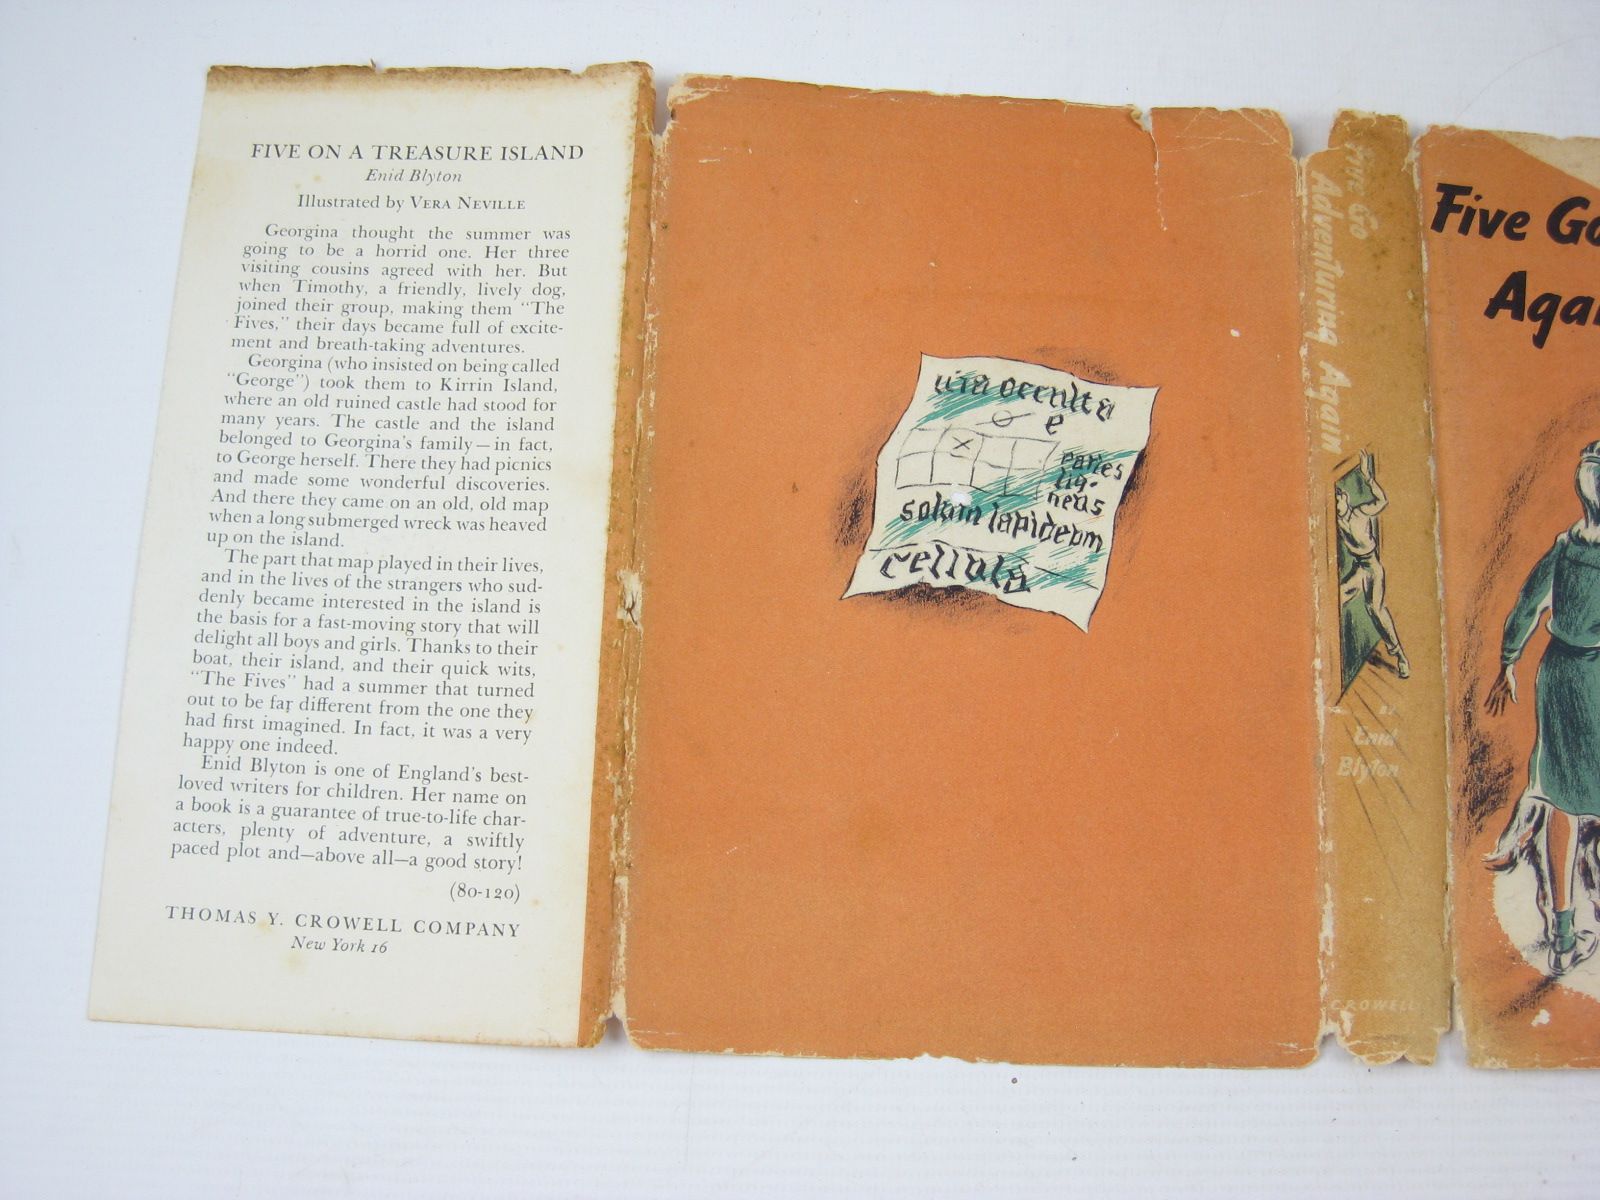 FIVE ON A TREASURE ISLAND
Enid Blyton
Illustrated by VERA NEVILLE
Georgina thought the summer was
going to be a horrid one. Her three
visiting cousins agreed with her. But
when Timothy, a friendly, lively dog,
joined their group, making them "The
Fives," their days became full of excite-
ment and breath-taking adventures.
Georgina (who insisted on being called
"George") took them to Kirrin Island,
where an old ruined castle had stood for
many years. The castle and the island
belonged to Georgina's family—in fact,
to George herself. There they had picnics
and made some wonderful discoveries.
And there they came on an old, old map
when a long submerged wreck was heaved
up on the island.
The part that map played in their lives,
and in the lives of the strangers who sud-
denly became interested in the island is
the basis for a fast-moving story that will
delight all boys and girls. Thanks to their
boat, their island, and their quick wits,
"The Fives" had a summer that turned
out to be far different from the one they
had first imagined. In fact, it was a very
happy one indeed.
Enid Blyton is one of England's best-
loved writers for children. Her name on
a book is a guarantee of true-to-life char-
acters, plenty of adventure, a swiftly
paced plot and—above all—a good story!
(80-120)
THOMAS Y. CROWELL COMPANY
New York 16
via occulta
e
paries
lig-
neus
solum lapideum
cellula
Five Go
Adventuring Again
BY
Enid
Blyton
CROWELL
Five Go
Agai